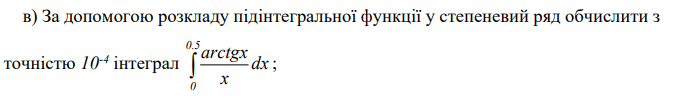 в) За допомогою розкладу підінтегральної функції у степеневий ряд обчислити з
точністю 10⁻⁴ інтеграл ∫₀^0.5 arctgx/x dx ;